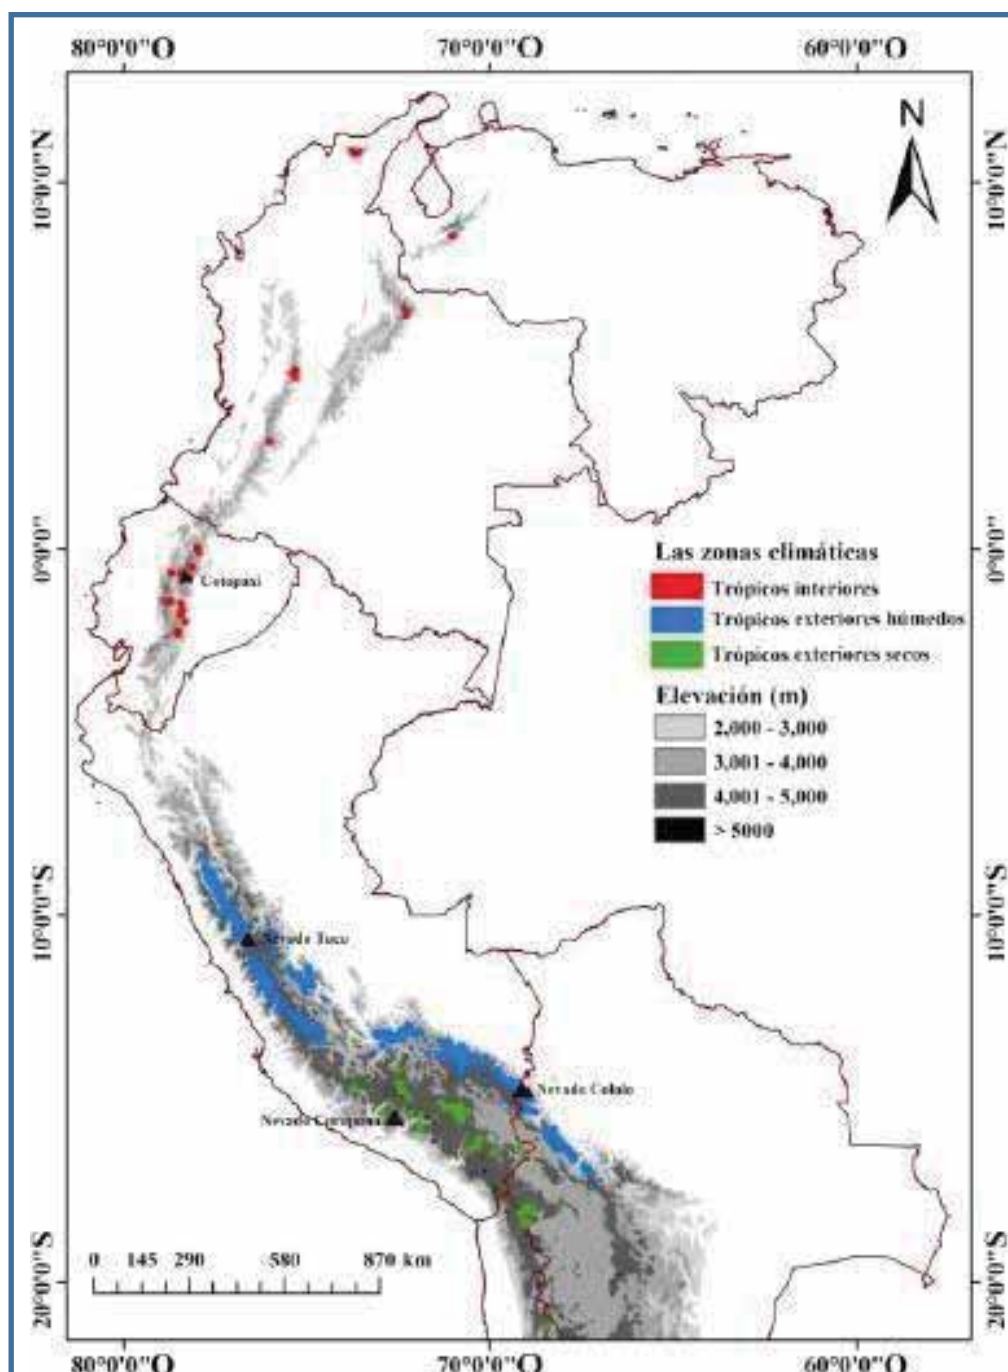 80°0'0"O 70°0'0"O 60°0'0"O
N
10°0'0"N 10°0'0"N
0°0'0" 0°0'0"
Cotopaxi
Las zonas climáticas
Trópicos interiores
Trópicos exteriores húmedos
Trópicos exteriores secos
Elevación (m)
2,000 - 3,000
3,001 - 4,000
4,001 - 5,000
> 5000
10°0'0"S 10°0'0"S
Nevado Tuco
Nevado Cololo
Nevado Coropuna
0 145 290 580 870 km
20°0'0"S 20°0'0"S
80°0'0"O 70°0'0"O 60°0'0"O